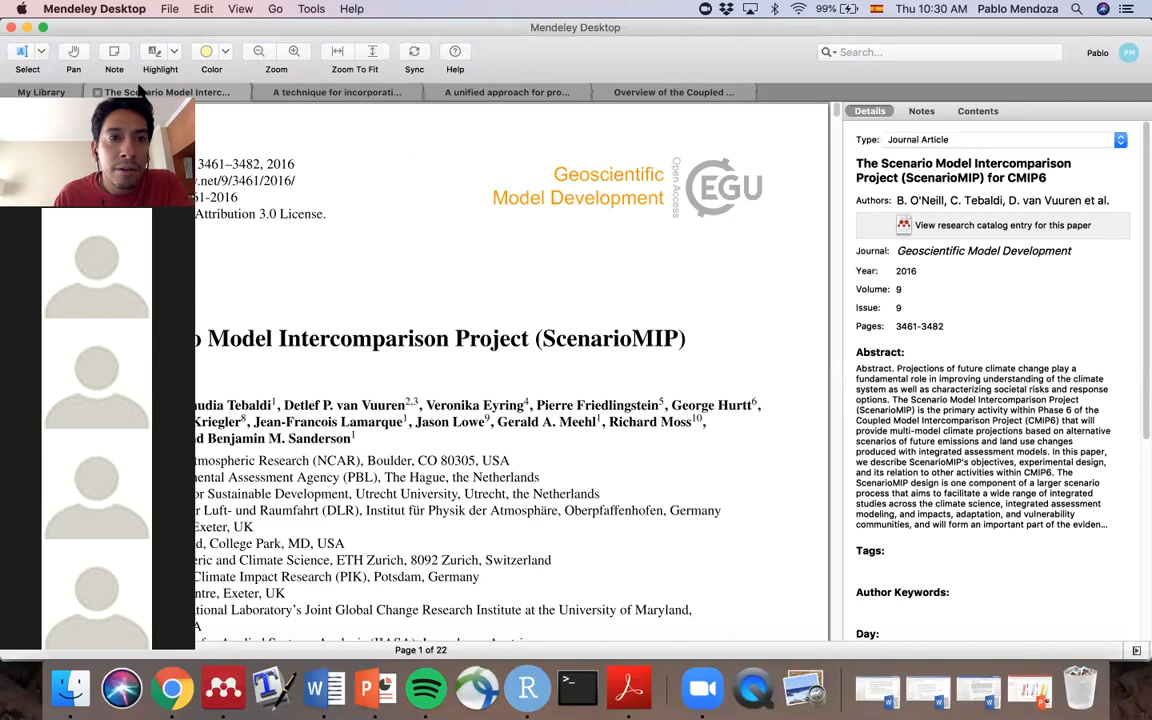 Mendeley Desktop File Edit View Go Tools Help 99% Thu 10:30 AM Pablo Mendoza
Mendeley Desktop
Select Pan Note Highlight Color Zoom Zoom To Fit Sync Help
Search...
Pablo PM
My Library The Scenario Model Interc... A technique for incorporati... A unified approach for pro... Overview of the Coupled ...
3461–3482, 2016
.net/9/3461/2016/
61-2016
Attribution 3.0 License.
Geoscientific
Model Development
Open Access
EGU
Model Intercomparison Project (ScenarioMIP)
udia Tebaldi1, Detlef P. van Vuuren2,3, Veronika Eyring4, Pierre Friedlingstein5, George Hurtt6,
Kriegler8, Jean-Francois Lamarque1, Jason Lowe9, Gerald A. Meehl1, Richard Moss10,
d Benjamin M. Sanderson1
tmospheric Research (NCAR), Boulder, CO 80305, USA
mental Assessment Agency (PBL), The Hague, the Netherlands
or Sustainable Development, Utrecht University, Utrecht, the Netherlands
r Luft- und Raumfahrt (DLR), Institut für Physik der Atmosphäre, Oberpfaffenhofen, Germany
Exeter, UK
d, College Park, MD, USA
eric and Climate Science, ETH Zurich, 8092 Zurich, Switzerland
Climate Impact Research (PIK), Potsdam, Germany
ntre, Exeter, UK
tional Laboratory's Joint Global Change Research Institute at the University of Maryland,
A
Page 1 of 22
Details Notes Contents
Type: Journal Article
The Scenario Model Intercomparison
Project (ScenarioMIP) for CMIP6
Authors: B. O'Neill, C. Tebaldi, D. van Vuuren et al.
View research catalog entry for this paper
Journal: Geoscientific Model Development
Year: 2016
Volume: 9
Issue: 9
Pages: 3461-3482
Abstract:
Abstract. Projections of future climate change play a
fundamental role in improving understanding of the climate
system as well as characterizing societal risks and response
options. The Scenario Model Intercomparison Project
(ScenarioMIP) is the primary activity within Phase 6 of the
Coupled Model Intercomparison Project (CMIP6) that will
provide multi-model climate projections based on alternative
scenarios of future emissions and land use changes
produced with integrated assessment models. In this paper,
we describe ScenarioMIP's objectives, experimental design,
and its relation to other activities within CMIP6. The
ScenarioMIP design is one component of a larger scenario
process that aims to facilitate a wide range of integrated
studies across the climate science, integrated assessment
modeling, and impacts, adaptation, and vulnerability
communities, and will form an important part of the eviden...
Tags:
Author Keywords:
Day: